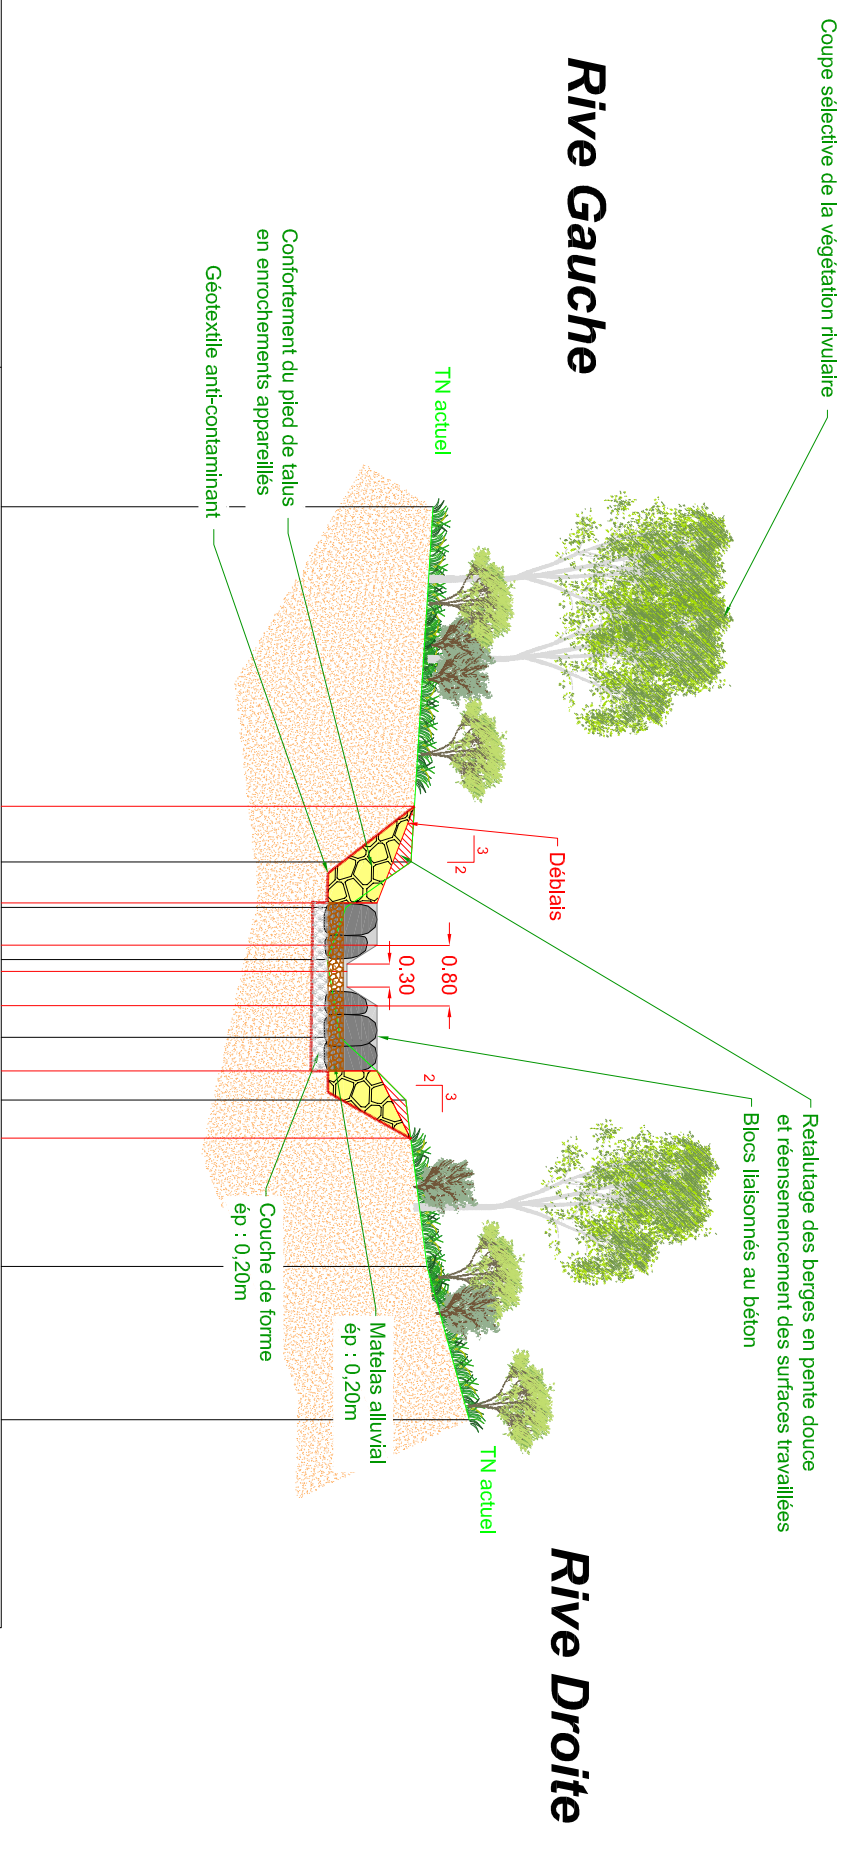 Coupe sélective de la végétation rivulaire
Rive Gauche
TN actuel
Confortement du pied de talus
en enrochements appareillés
Géotextile anti-contaminant
Déblais
3
2
0.80
0.30
3
2
Retalutage des berges en pente douce
et réensemencement des surfaces travaillées
Blocs liaisonnés au béton
Couche de forme
ép : 0,20m
Matelas alluvial
ép : 0,20m
TN actuel
Rive Droite